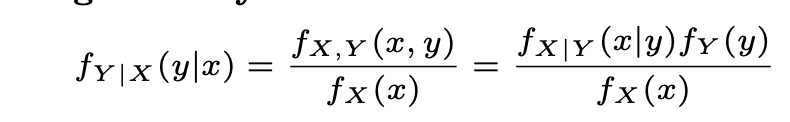 f_{Y|X}(y|x) = \frac{f_{X,Y}(x, y)}{f_X(x)} = \frac{f_{X|Y}(x|y) f_Y(y)}{f_X(x)}